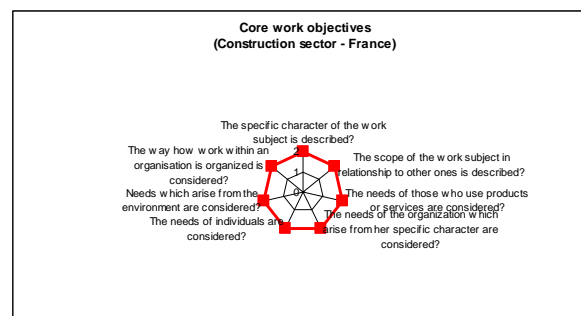 Core work objectives
(Construction sector - France)
The specific character of the work
subject is described?
The scope of the work subject in
relationship to other ones is described?
The needs of those who use products
or services are considered?
The needs of the organization which
arise from her specific character are
considered?
The needs of individuals are
considered?
Needs which arise from the
environment are considered?
The way how work within an
organisation is organized is
considered?
2
1
0